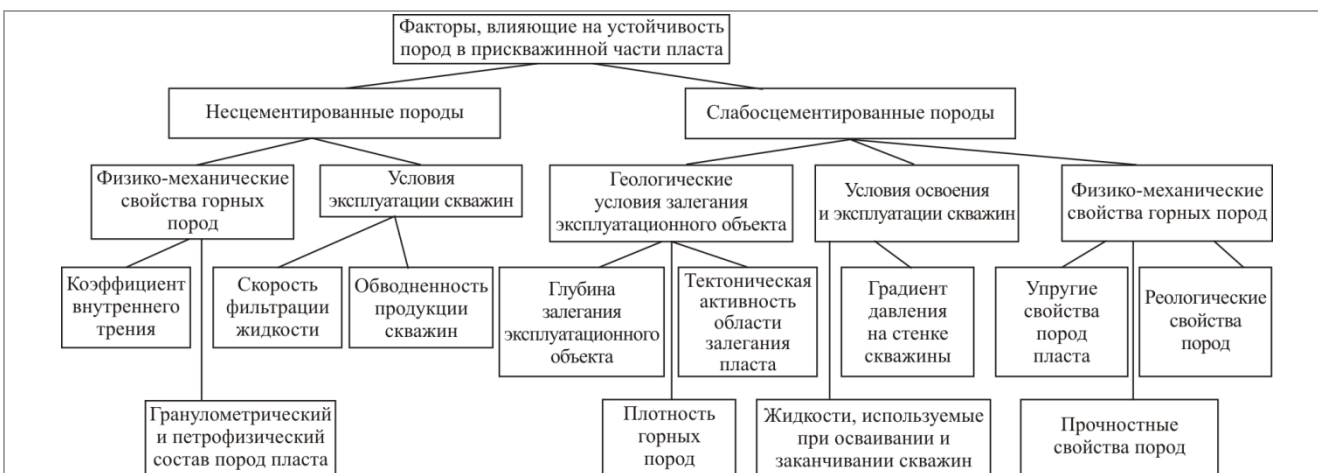 Факторы, влияющие на устойчивость
пород в прискважинной части пласта
Несцементированные породы
Слабосцементированные породы
Физико-механические
свойства горных
пород
Условия
эксплуатации скважин
Геологические
условия залегания
эксплуатационного объекта
Условия освоения
и эксплуатации скважин
Физико-механические
свойства горных пород
Коэффициент
внутреннего
трения
Скорость
фильтрации
жидкости
Обводненность
продукции
скважин
Глубина
залегания
эксплуатационного
объекта
Тектоническая
активность
области
залегания
пласта
Градиент
давления
на стенке
скважины
Упругие
свойства
пород
пласта
Реологические
свойства
пород
Гранулометрический
и петрофизический
состав пород пласта
Плотность
горных
пород
Жидкости, используемые
при осваивании и
заканчивании скважин
Прочностные
свойства пород